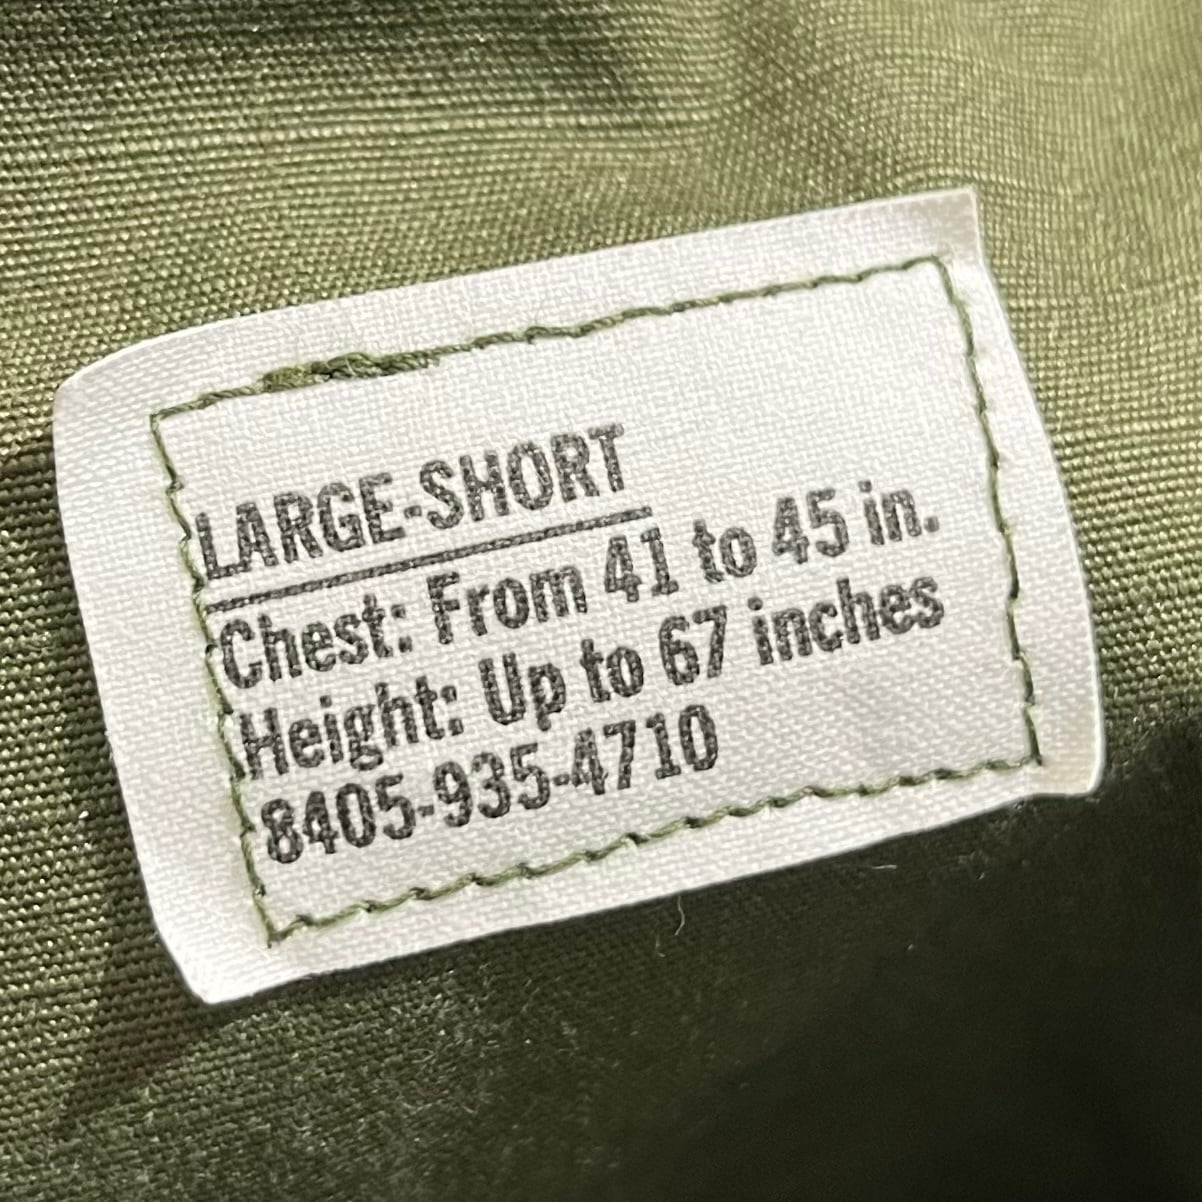 LARGE-SHORT
Chest: From 41 to 45 in.
Height: Up to 67 inches
8405-935-4710